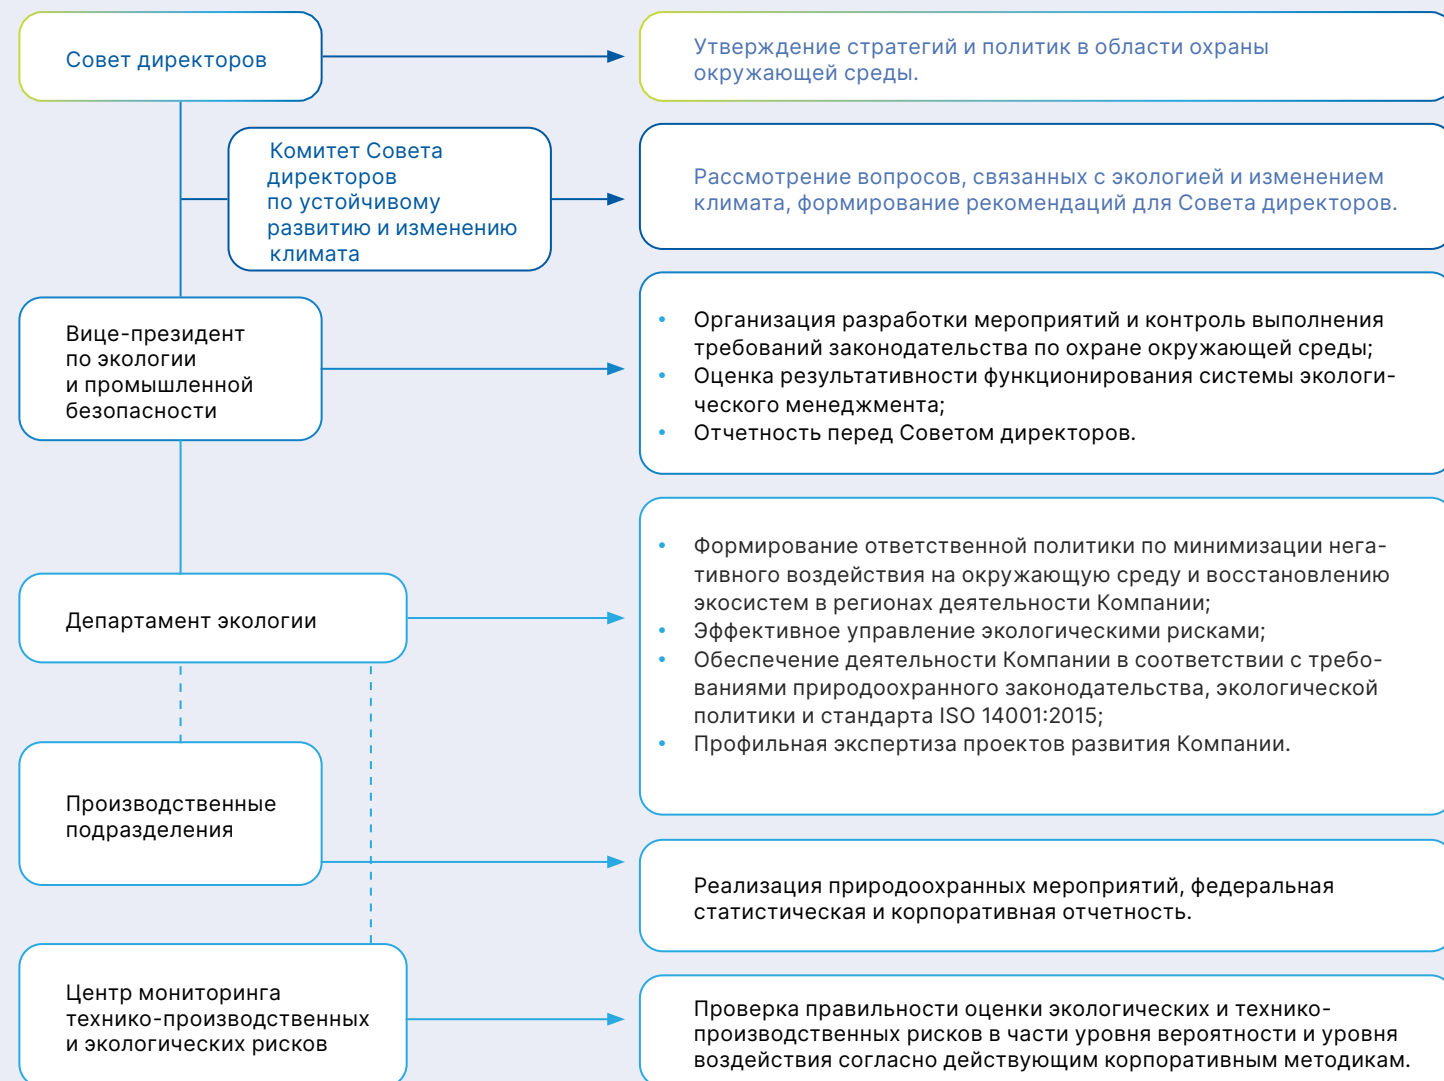 Совет директоров
Утверждение стратегий и политик в области охраны
окружающей среды.
Комитет Совета
директоров
по устойчивому
развитию и изменению
климата
Рассмотрение вопросов, связанных с экологией и изменением
климата, формирование рекомендаций для Совета директоров.
Вице-президент
по экологии
и промышленной
безопасности
• Организация разработки мероприятий и контроль выполнения
требований законодательства по охране окружающей среды;
• Оценка результативности функционирования системы экологи-
ческого менеджмента;
• Отчетность перед Советом директоров.
Департамент экологии
• Формирование ответственной политики по минимизации нега-
тивного воздействия на окружающую среду и восстановлению
экосистем в регионах деятельности Компании;
• Эффективное управление экологическими рисками;
• Обеспечение деятельности Компании в соответствии с требо-
ваниями природоохранного законодательства, экологической
политики и стандарта ISO 14001:2015;
• Профильная экспертиза проектов развития Компании.
Производственные
подразделения
Реализация природоохранных мероприятий, федеральная
статистическая и корпоративная отчетность.
Центр мониторинга
технико-производственных
и экологических рисков
Проверка правильности оценки экологических и технико-
производственных рисков в части уровня вероятности и уровня
воздействия согласно действующим корпоративным методикам.